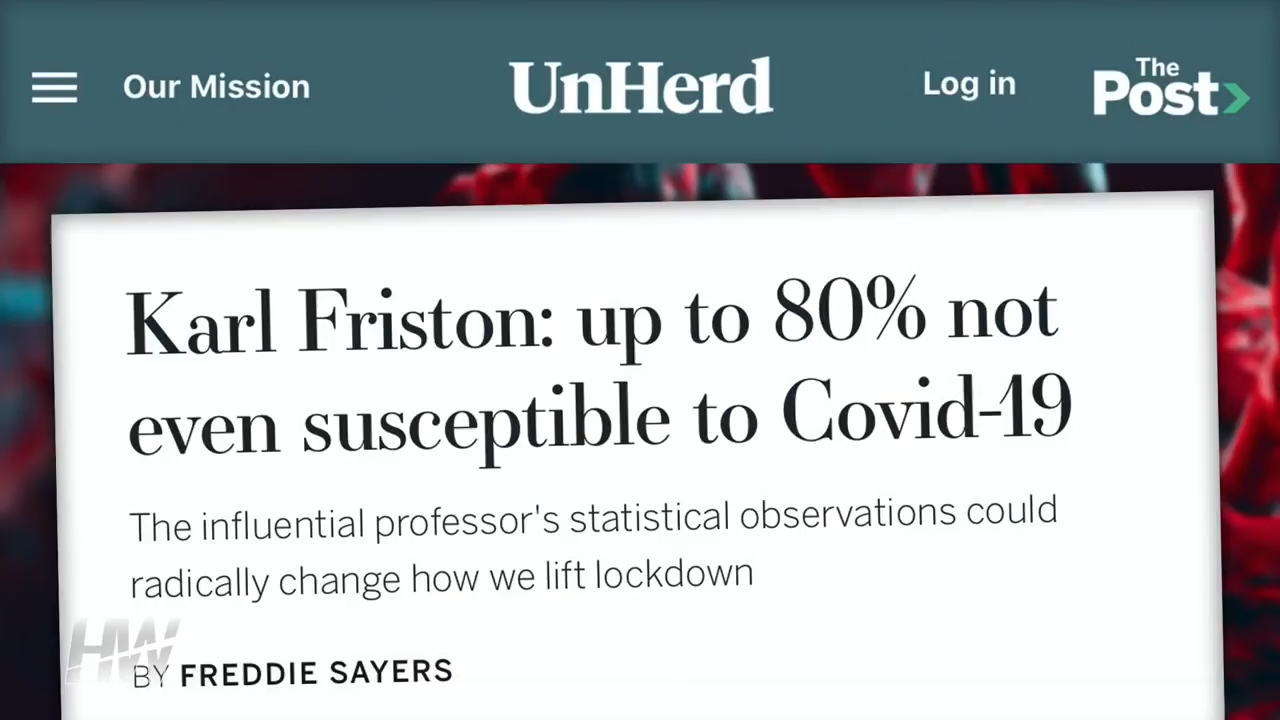 Our Mission
UnHerd
Log in
The
Post
Karl Friston: up to 80% not
even susceptible to Covid-19
The influential professor's statistical observations could
radically change how we lift lockdown
HW
BY FREDDIE SAYERS